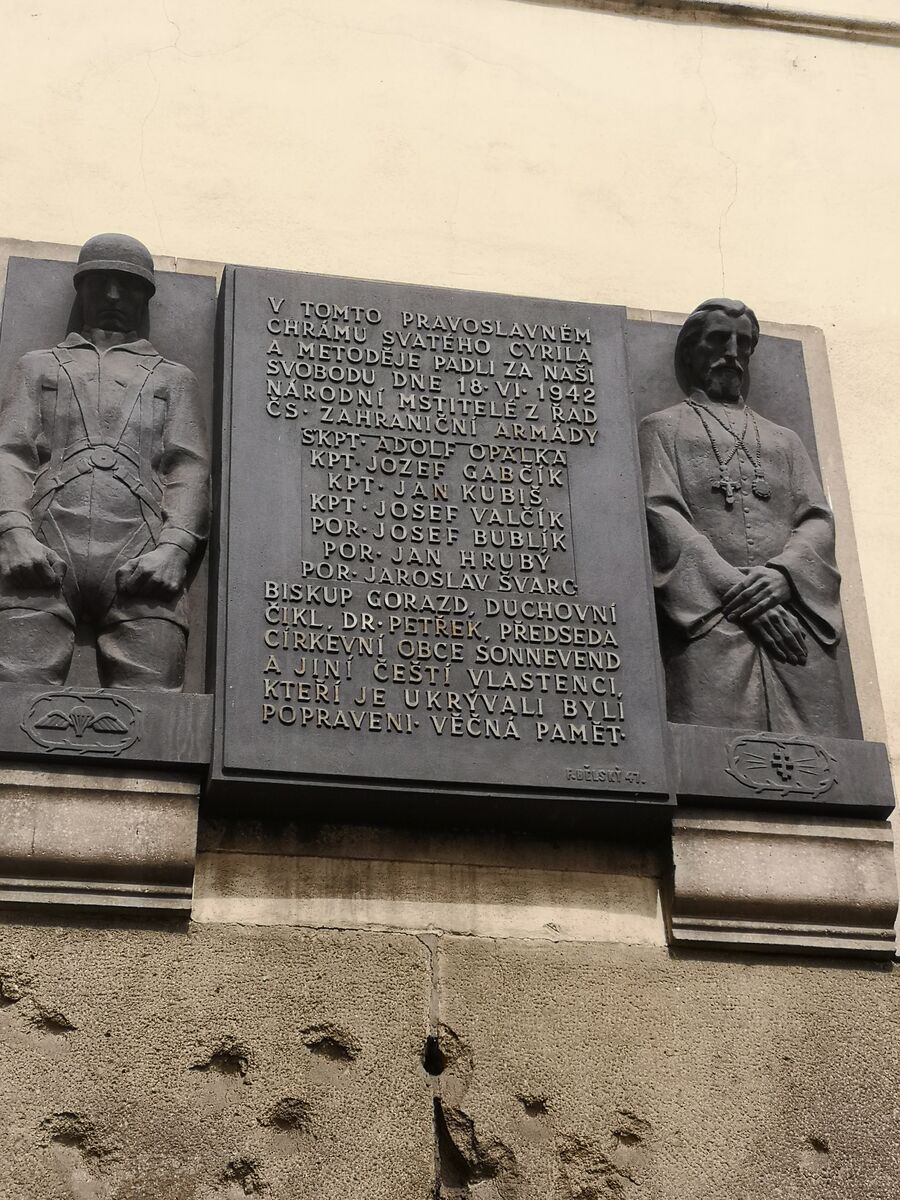 V TOMTO PRAVOSLAVNÉM
CHRÁMU SVATÉHO CYRILA
A METODĚJE PADLI ZA NAŠI
SVOBODU DNE 18·VI·1942
NÁRODNÍ MSTITELÉ Z ŘAD
ČS· ZAHRANIČNÍ ARMÁDY
ŠKPT· ADOLF OPÁLKA
KPT· JOZEF GABČÍK
KPT· JAN KUBIŠ
KPT· JOSEF VALČÍK
POR· JOSEF BUBLÍK
POR· JAN HRUBÝ
POR· JAROSLAV ŠVARC
BISKUP GORAZD, DUCHOVNÍ
ČIKL, DR· PETŘEK, PŘEDSEDA
CÍRKEVNÍ OBCE SONNEVEND
A JINÍ ČEŠTÍ VLASTENCI,
KTEŘÍ JE UKRÝVALI BYLI
POPRAVENI· VĚČNÁ PAMĚT·
F. BĚLSKÝ 47.